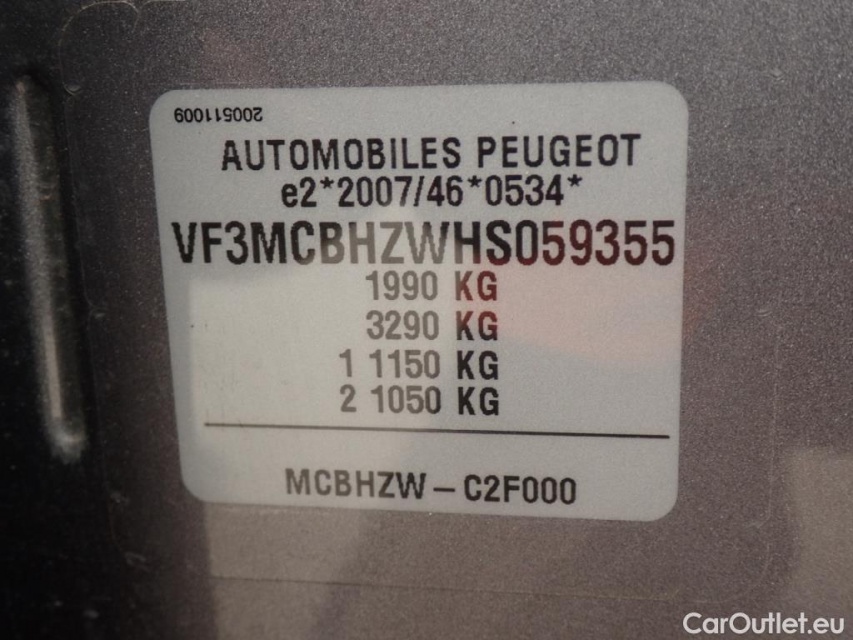 200511009
AUTOMOBILES PEUGEOT
e2*2007/46*0534*
VF3MCBHZWHS059355
1990 KG
3290 KG
1 1150 KG
2 1050 KG
MCBHZW – C2F000
CarOutlet.eu